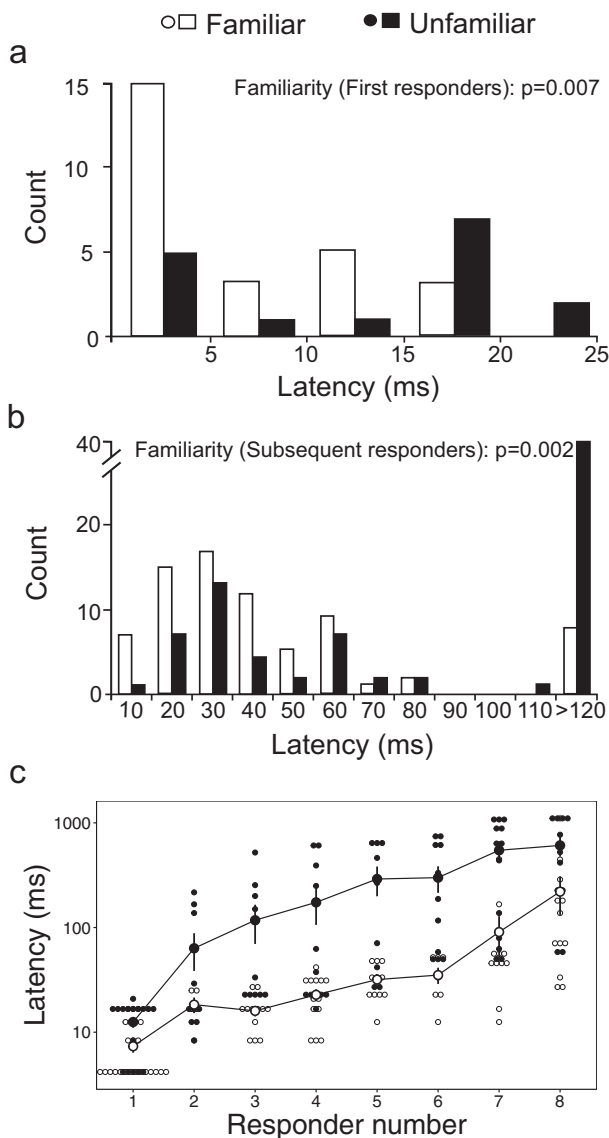 Familiar Unfamiliar
a
Familiarity (First responders): p=0.007
15
10
5
0
Count
5 10 15 20 25
Latency (ms)
b
Familiarity (Subsequent responders): p=0.002
40
20
10
0
Count
10 20 30 40 50 60 70 80 90 100 110 >120
Latency (ms)
c
1000
100
10
Latency (ms)
1 2 3 4 5 6 7 8
Responder number